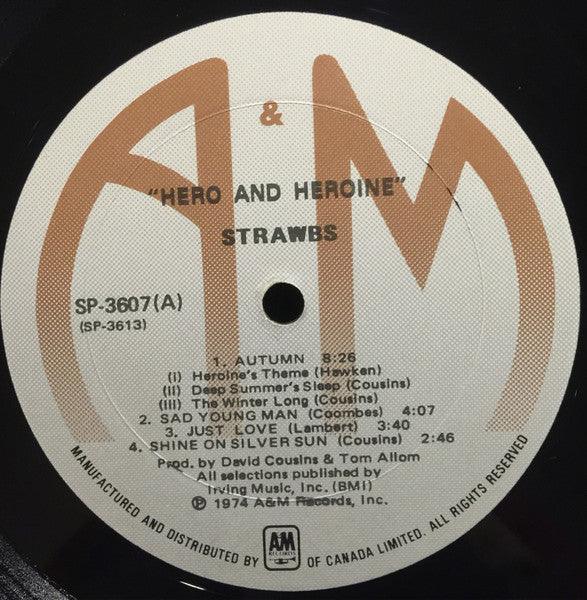 A & M
"HERO AND HEROINE"
STRAWBS
SP-3607(A)
(SP-3613)
1. AUTUMN 8:26
(I) Heroine's Theme (Hawken)
(II) Deep Summer's Sleep (Cousins)
(III) The Winter Long (Cousins)
2. SAD YOUNG MAN (Coombes) 4:07
3. JUST LOVE (Lambert) 3:40
4. SHINE ON SILVER SUN (Cousins) 2:46
Prod. by David Cousins & Tom Allom
All selections published by
Irving Music, Inc. (BMI)
℗ 1974 A&M Records, Inc.
MANUFACTURED AND DISTRIBUTED BY A&M RECORDS OF CANADA LIMITED. ALL RIGHTS RESERVED